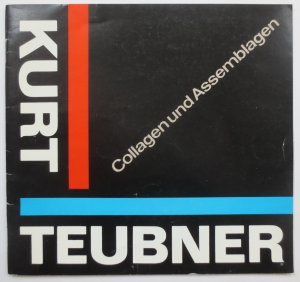 KURT
TEUBNER
Collagen und Assemblagen